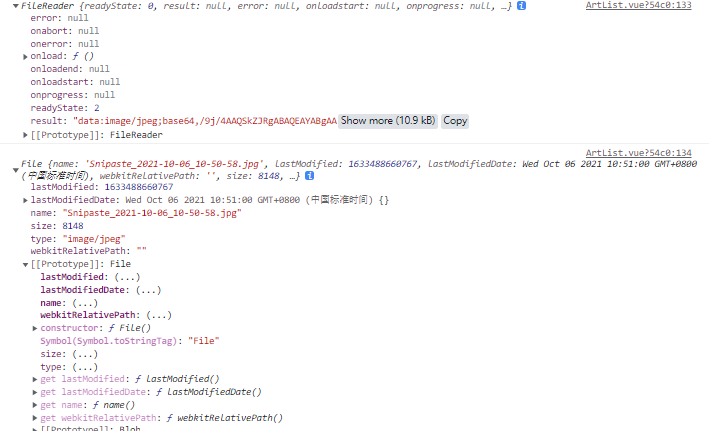 FileReader {readyState: 0, result: null, error: null, onloadstart: null, onprogress: null, …} i ArtList.vue?54c0:133
error: null
onabort: null
onerror: null
onload: ƒ ()
onloadend: null
onloadstart: null
onprogress: null
readyState: 2
result: "data:image/jpeg;base64,/9j/4AAQSkZJRgABAQEAYABgAA Show more (10.9 kB) Copy
[[Prototype]]: FileReader
ArtList.vue?54c0:134
File {name: 'Snipaste_2021-10-06_10-50-58.jpg', lastModified: 1633488660767, lastModifiedDate: Wed Oct 06 2021 10:51:00 GMT+0800
(中国标准时间), webkitRelativePath: '', size: 8148, …} i
lastModified: 1633488660767
lastModifiedDate: Wed Oct 06 2021 10:51:00 GMT+0800 (中国标准时间) {}
name: "Snipaste_2021-10-06_10-50-58.jpg"
size: 8148
type: "image/jpeg"
webkitRelativePath: ""
[[Prototype]]: File
lastModified: (...)
lastModifiedDate: (...)
name: (...)
webkitRelativePath: (...)
constructor: ƒ File()
Symbol(Symbol.toStringTag): "File"
size: (...)
type: (...)
get lastModified: ƒ lastModified()
get lastModifiedDate: ƒ lastModifiedDate()
get name: ƒ name()
get webkitRelativePath: ƒ webkitRelativePath()
[[Prototype]]: Blob